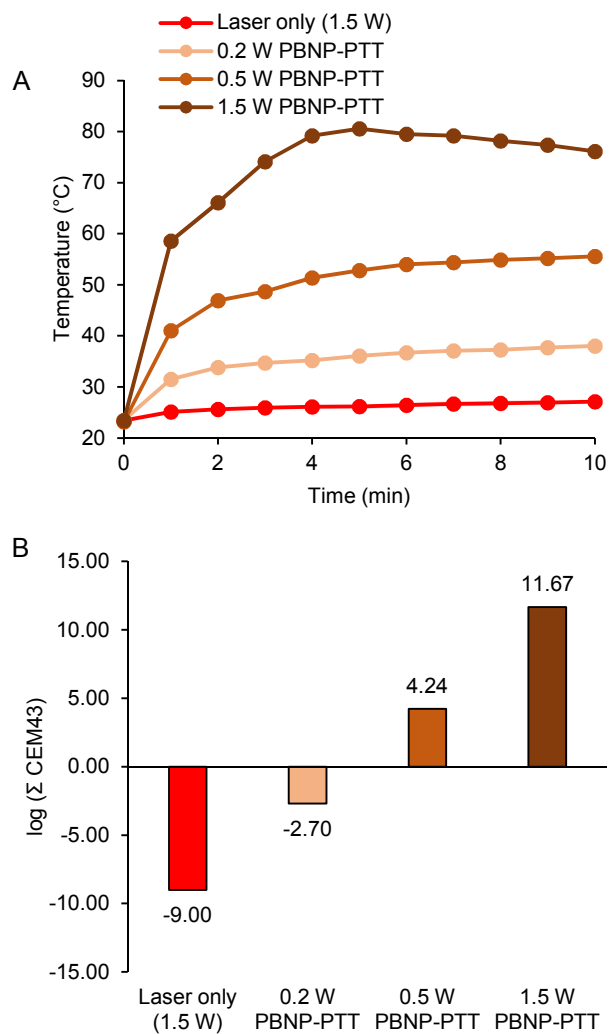 Laser only (1.5 W)
0.2 W PBNP-PTT
0.5 W PBNP-PTT
1.5 W PBNP-PTT
A
90
80
70
60
50
40
30
20
Temperature (°C)
0
2
4
6
8
10
Time (min)
B
15.00
10.00
5.00
0.00
-5.00
-10.00
-15.00
log (Σ CEM43)
-9.00
-2.70
4.24
11.67
Laser only
(1.5 W)
0.2 W
PBNP-PTT
0.5 W
PBNP-PTT
1.5 W
PBNP-PTT